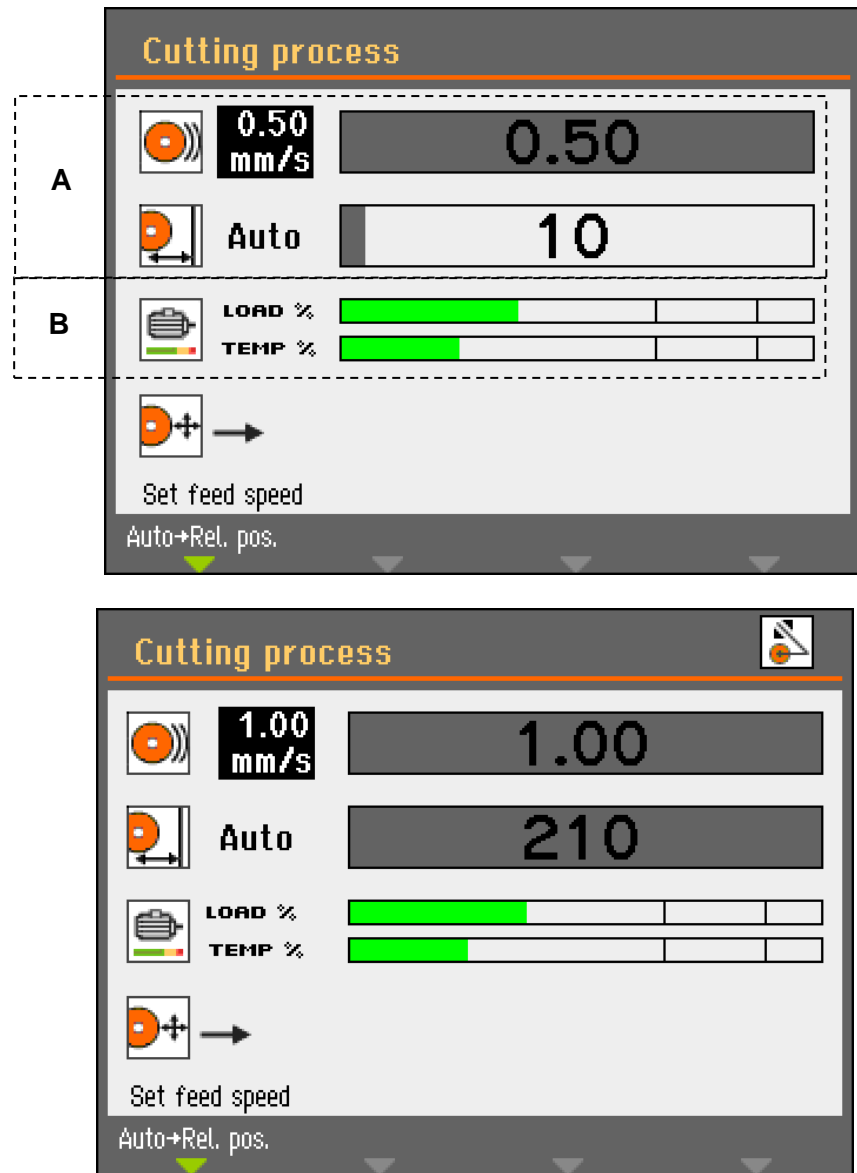 Cutting process
A
0.50
mm/s
0.50
Auto
10
B
LOAD %
TEMP %
Set feed speed
Auto→Rel. pos.
Cutting process
1.00
mm/s
1.00
Auto
210
LOAD %
TEMP %
Set feed speed
Auto→Rel. pos.